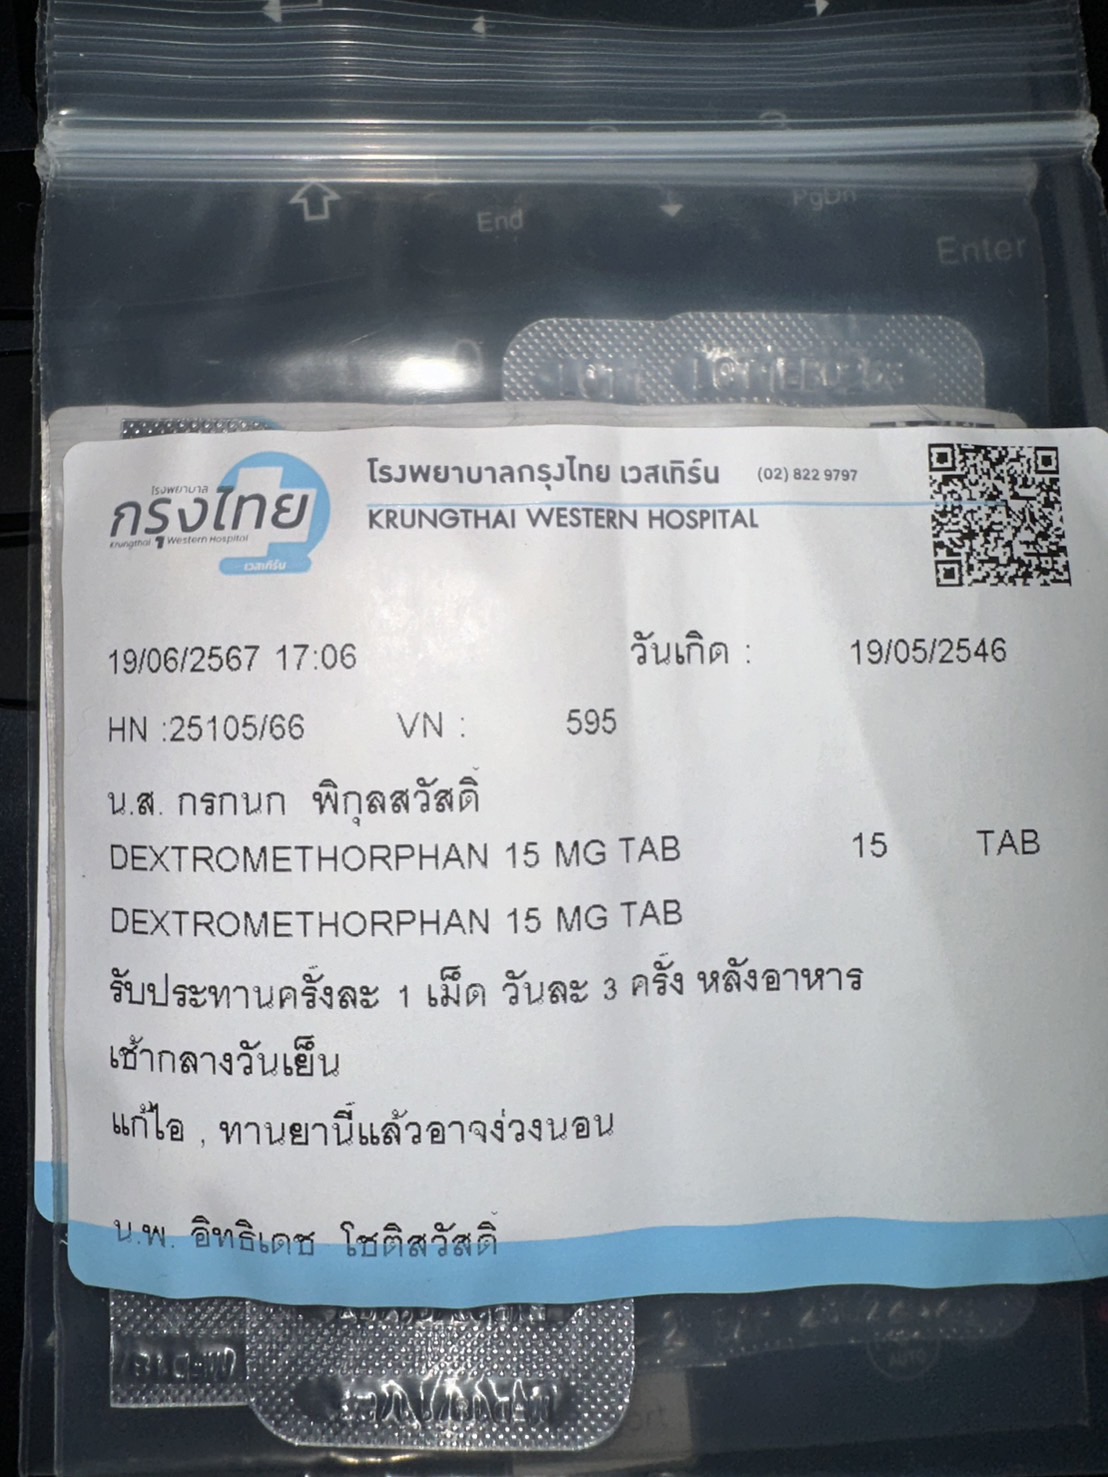 End
PgDn
Enter
โรงพยาบาลกรุงไทย เวสเทิร์น (02) 822 9797
KRUNGTHAI WESTERN HOSPITAL
โรงพยาบาล
กรุงไทย
Krungthai Western Hospital
เวสเทิร์น
19/06/2567 17:06 วันเกิด : 19/05/2546
HN :25105/66 VN : 595
น.ส. กรกนก พิกุลสวัสดิ์
DEXTROMETHORPHAN 15 MG TAB 15 TAB
DEXTROMETHORPHAN 15 MG TAB
รับประทานครั้งละ 1 เม็ด วันละ 3 ครั้ง หลังอาหาร
เช้ากลางวันเย็น
แก้ไอ , ทานยานี้แล้วอาจง่วงนอน
น.พ. อิทธิเดช โชติสวัสดิ์